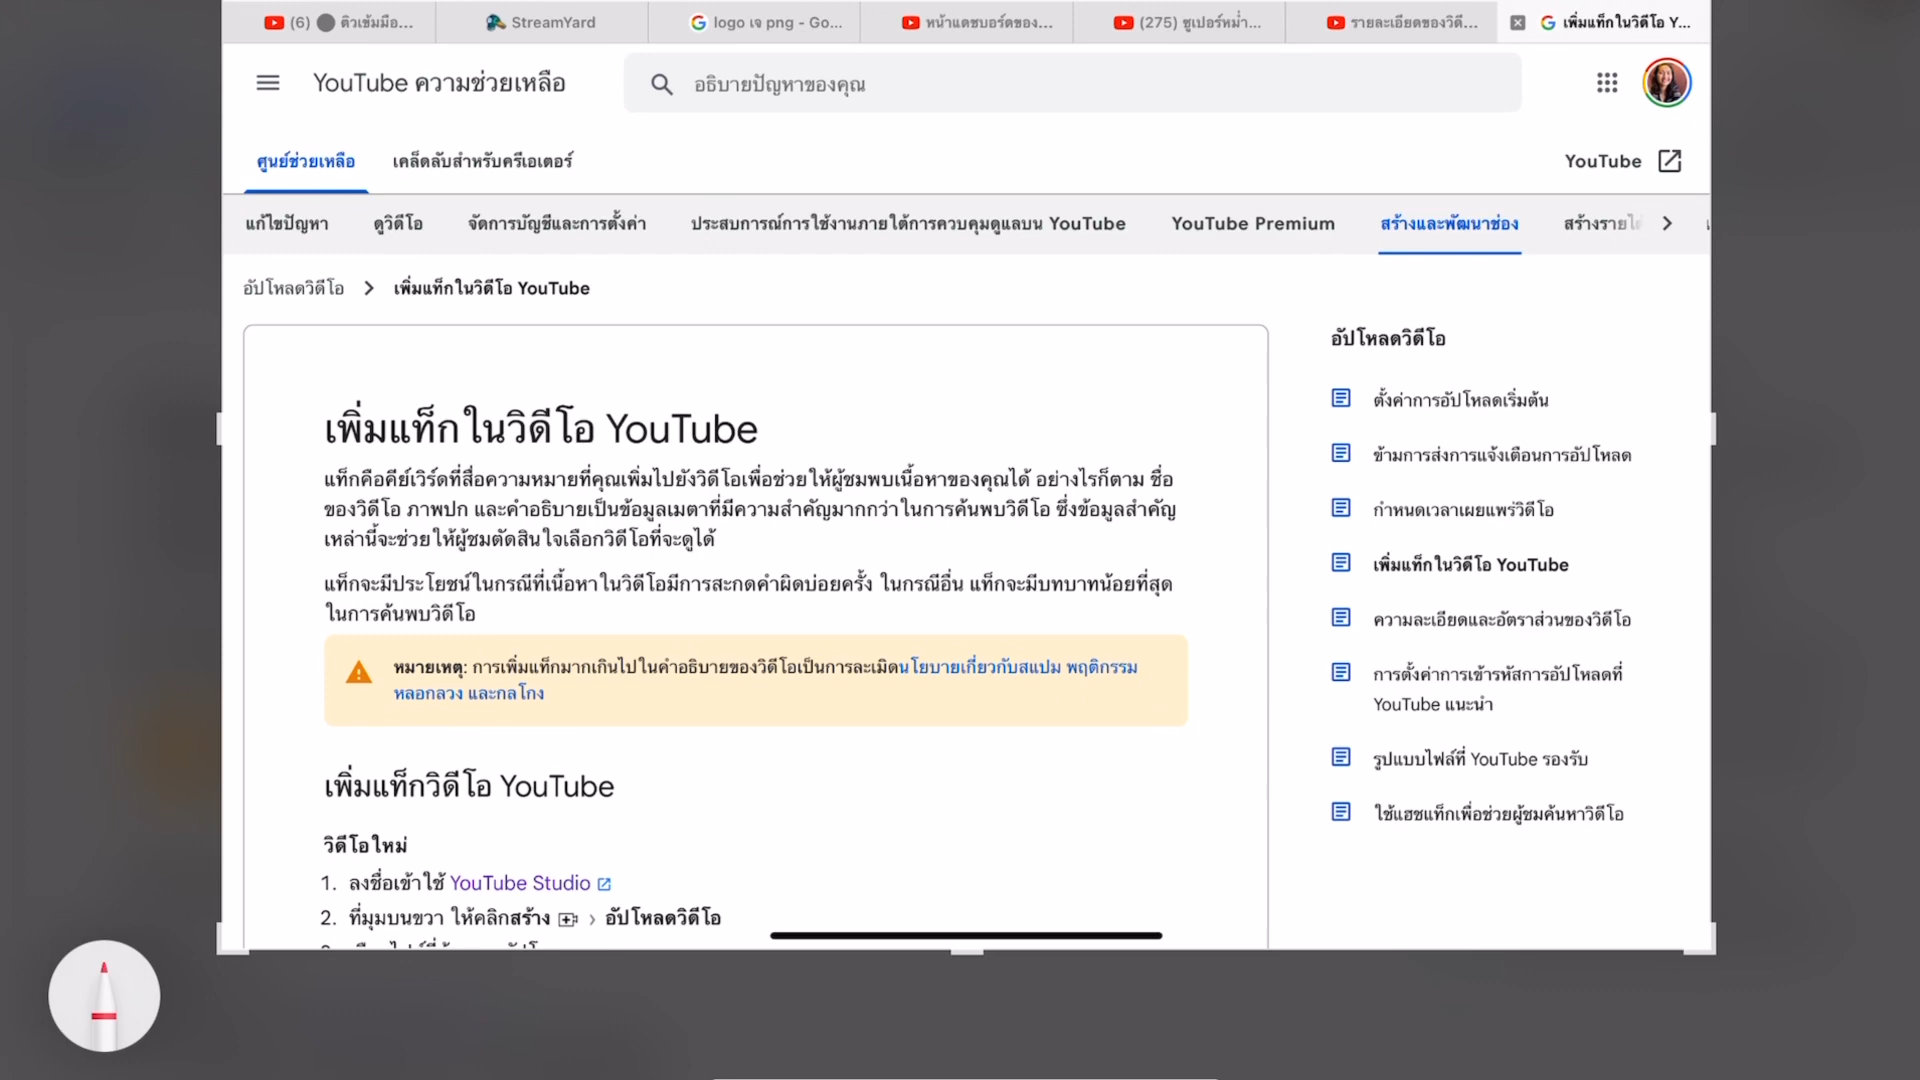 (6) ติวเข้มมือ...
StreamYard
logo เจ png - Go...
หน้าแดชบอร์ดของ...
(275) ซูเปอร์หม่ำ...
รายละเอียดของวิดี...
เพิ่มแท็กในวิดีโอ Y...
YouTube ความช่วยเหลือ
อธิบายปัญหาของคุณ
ศูนย์ช่วยเหลือ
เคล็ดลับสำหรับครีเอเตอร์
YouTube
แก้ไขปัญหา
ดูวิดีโอ
จัดการบัญชีและการตั้งค่า
ประสบการณ์การใช้งานภายใต้การควบคุมดูแลบน YouTube
YouTube Premium
สร้างและพัฒนาช่อง
สร้างรายได้
อัปโหลดวิดีโอ
เพิ่มแท็กในวิดีโอ YouTube
เพิ่มแท็กในวิดีโอ YouTube
แท็กคือคีย์เวิร์ดที่สื่อความหมายที่คุณเพิ่มไปยังวิดีโอเพื่อช่วยให้ผู้ชมพบเนื้อหาของคุณได้ อย่างไรก็ตาม ชื่อ
ของวิดีโอ ภาพปก และคำอธิบายเป็นข้อมูลเมตาที่มีความสำคัญมากกว่าในการค้นพบวิดีโอ ซึ่งข้อมูลสำคัญ
เหล่านี้จะช่วยให้ผู้ชมตัดสินใจเลือกวิดีโอที่จะดูได้
แท็กจะมีประโยชน์ในกรณีที่เนื้อหาในวิดีโอมีการสะกดคำผิดบ่อยครั้ง ในกรณีอื่น แท็กจะมีบทบาทน้อยที่สุด
ในการค้นพบวิดีโอ
หมายเหตุ: การเพิ่มแท็กมากเกินไปในคำอธิบายของวิดีโอเป็นการละเมิดนโยบายเกี่ยวกับสแปม พฤติกรรม
หลอกลวง และกลโกง
เพิ่มแท็กวิดีโอ YouTube
วิดีโอใหม่
1. ลงชื่อเข้าใช้ YouTube Studio
2. ที่มุมบนขวา ให้คลิกสร้าง › อัปโหลดวิดีโอ
อัปโหลดวิดีโอ
ตั้งค่าการอัปโหลดเริ่มต้น
ข้ามการส่งการแจ้งเตือนการอัปโหลด
กำหนดเวลาเผยแพร่วิดีโอ
เพิ่มแท็กในวิดีโอ YouTube
ความละเอียดและอัตราส่วนของวิดีโอ
การตั้งค่าการเข้ารหัสการอัปโหลดที่
YouTube แนะนำ
รูปแบบไฟล์ที่ YouTube รองรับ
ใช้แฮชแท็กเพื่อช่วยผู้ชมค้นหาวิดีโอ